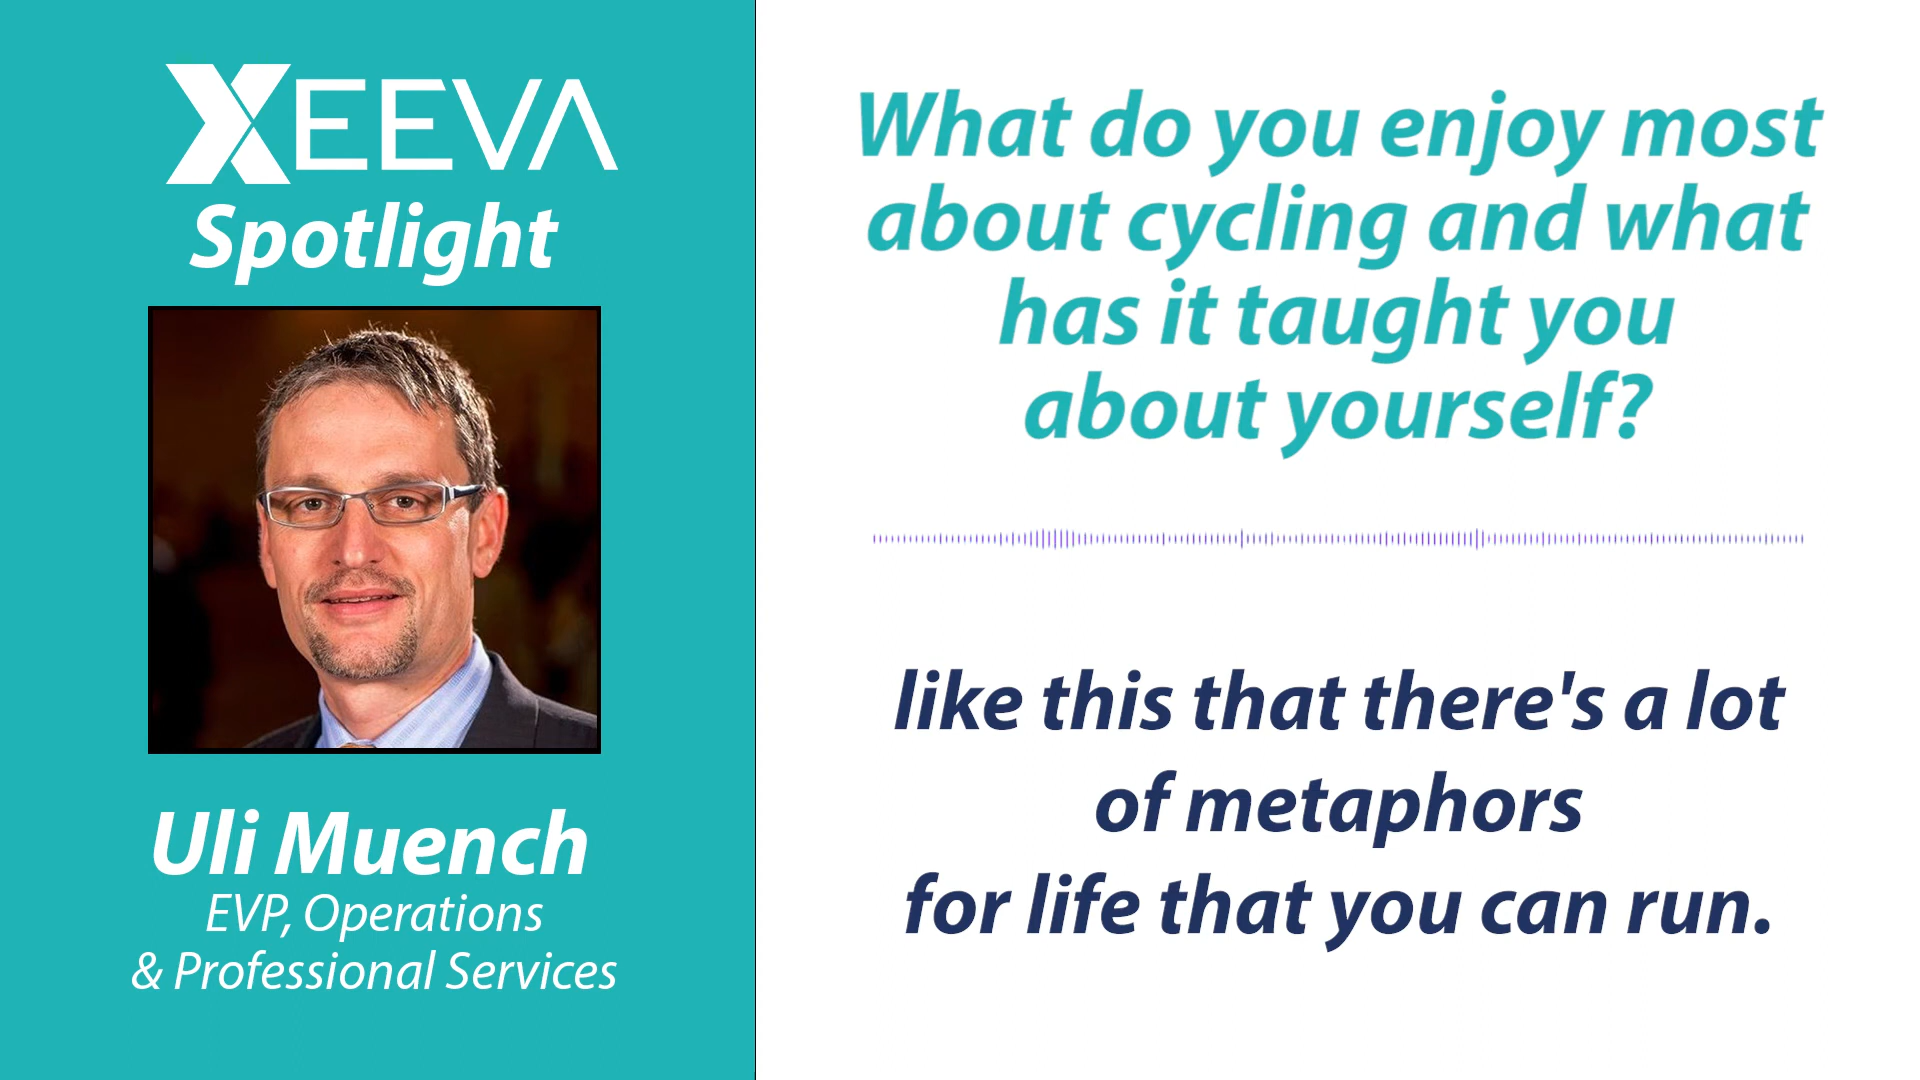 XEEVA
Spotlight
Uli Muench
EVP, Operations
& Professional Services
What do you enjoy most
about cycling and what
has it taught you
about yourself?
like this that there's a lot
of metaphors
for life that you can run.